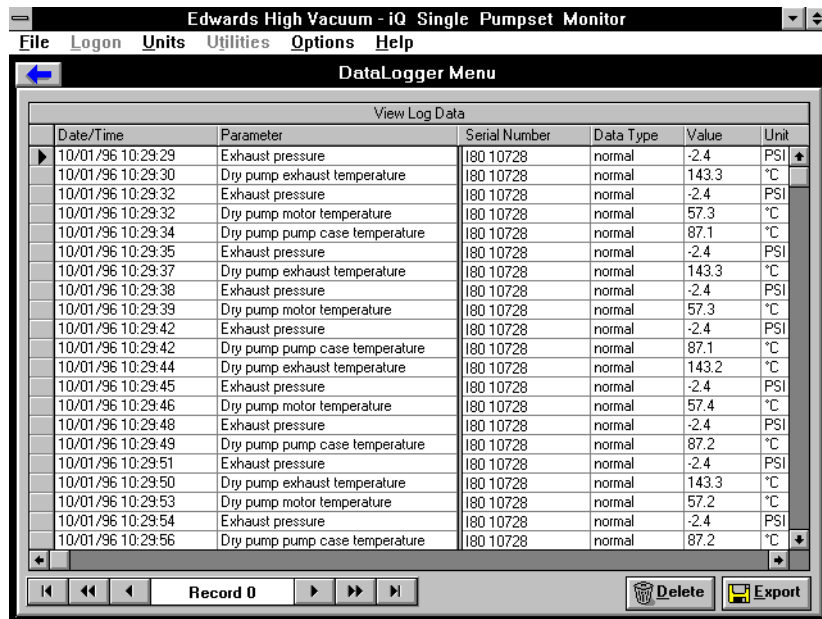 Edwards High Vacuum - iQ Single Pumpset Monitor
File Logon Units Utilities Options Help
DataLogger Menu
View Log Data
Date/Time Parameter Serial Number Data Type Value Unit
10/01/96 10:29:29 Exhaust pressure I80 10728 normal -2.4 PSI
10/01/96 10:29:30 Dry pump exhaust temperature I80 10728 normal 143.3 °C
10/01/96 10:29:32 Exhaust pressure I80 10728 normal -2.4 PSI
10/01/96 10:29:32 Dry pump motor temperature I80 10728 normal 57.3 °C
10/01/96 10:29:34 Dry pump pump case temperature I80 10728 normal 87.1 °C
10/01/96 10:29:35 Exhaust pressure I80 10728 normal -2.4 PSI
10/01/96 10:29:37 Dry pump exhaust temperature I80 10728 normal 143.3 °C
10/01/96 10:29:38 Exhaust pressure I80 10728 normal -2.4 PSI
10/01/96 10:29:39 Dry pump motor temperature I80 10728 normal 57.3 °C
10/01/96 10:29:42 Exhaust pressure I80 10728 normal -2.4 PSI
10/01/96 10:29:42 Dry pump pump case temperature I80 10728 normal 87.1 °C
10/01/96 10:29:44 Dry pump exhaust temperature I80 10728 normal 143.2 °C
10/01/96 10:29:45 Exhaust pressure I80 10728 normal -2.4 PSI
10/01/96 10:29:46 Dry pump motor temperature I80 10728 normal 57.4 °C
10/01/96 10:29:48 Exhaust pressure I80 10728 normal -2.4 PSI
10/01/96 10:29:49 Dry pump pump case temperature I80 10728 normal 87.2 °C
10/01/96 10:29:51 Exhaust pressure I80 10728 normal -2.4 PSI
10/01/96 10:29:50 Dry pump exhaust temperature I80 10728 normal 143.3 °C
10/01/96 10:29:53 Dry pump motor temperature I80 10728 normal 57.2 °C
10/01/96 10:29:54 Exhaust pressure I80 10728 normal -2.4 PSI
10/01/96 10:29:56 Dry pump pump case temperature I80 10728 normal 87.2 °C
Record 0 Delete Export